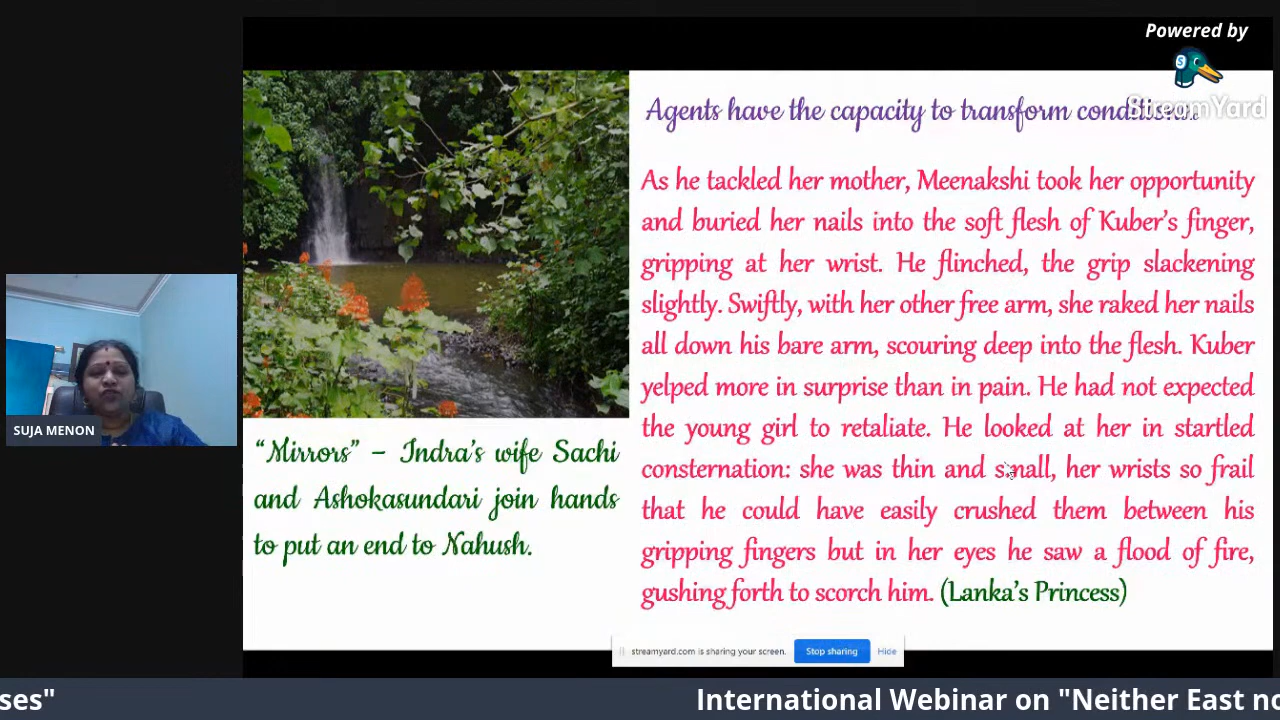 Powered by
StreamYard
Agents have the capacity to transform
As he tackled her mother, Meenakshi took her opportunity
and buried her nails into the soft flesh of Kuber's finger,
gripping at her wrist. He flinched, the grip slackening
slightly. Swiftly, with her other free arm, she raked her nails
all down his bare arm, scouring deep into the flesh. Kuber
yelped more in surprise than in pain. He had not expected
the young girl to retaliate. He looked at her in startled
consternation: she was thin and small, her wrists so frail
that he could have easily crushed them between his
gripping fingers but in her eyes he saw a flood of fire,
gushing forth to scorch him. (Lanka's Princess)
"Mirrors" – Indra's wife Sachi
and Ashokasundari join hands
to put an end to Nahush.
SUJA MENON
streamyard.com is sharing your screen. Stop sharing Hide
ses" International Webinar on "Neither East no